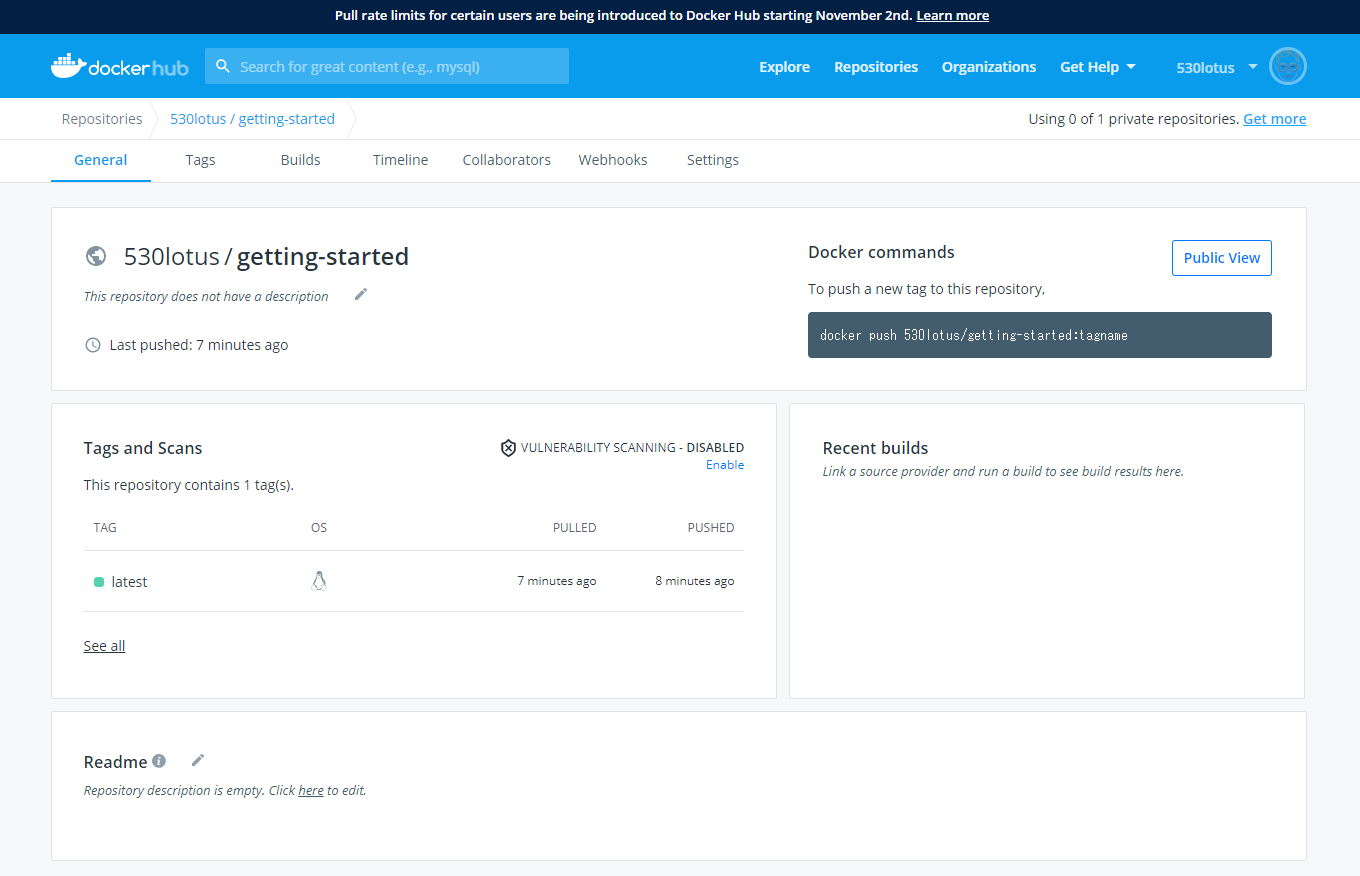 Pull rate limits for certain users are being introduced to Docker Hub starting November 2nd. Learn more
dockerhub
Search for great content (e.g., mysql)
Explore
Repositories
Organizations
Get Help
530lotus
Repositories
530lotus / getting-started
Using 0 of 1 private repositories. Get more
General
Tags
Builds
Timeline
Collaborators
Webhooks
Settings
530lotus / getting-started
This repository does not have a description
Last pushed: 7 minutes ago
Docker commands
Public View
To push a new tag to this repository,
docker push 530lotus/getting-started:tagname
Tags and Scans
VULNERABILITY SCANNING - DISABLED
Enable
This repository contains 1 tag(s).
TAG
OS
PULLED
PUSHED
latest
7 minutes ago
8 minutes ago
See all
Recent builds
Link a source provider and run a build to see build results here.
Readme
Repository description is empty. Click here to edit.